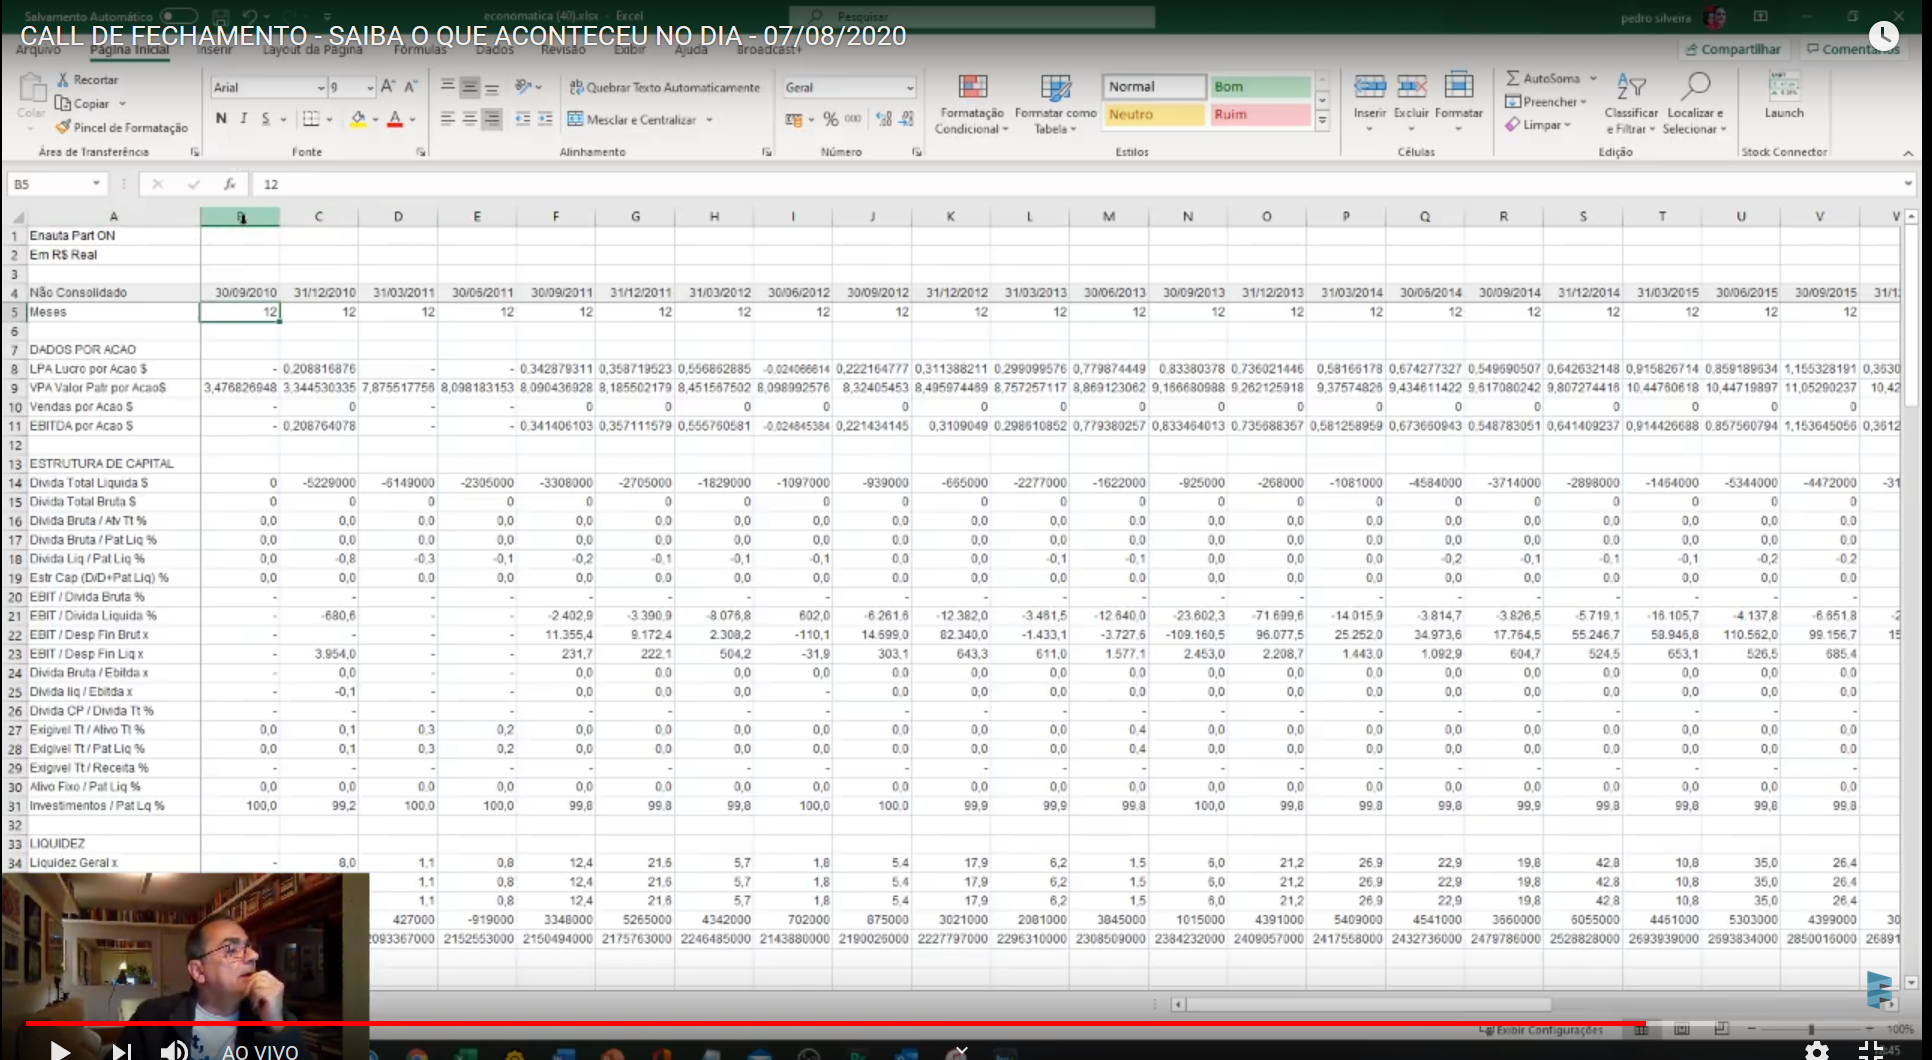 Salvamento Automático economatica (40).xlsx - Excel Pesquisar pedro silveira
CALL DE FECHAMENTO - SAIBA O QUE ACONTECEU NO DIA - 07/08/2020
Arquivo Página Inicial Inserir Layout da Página Fórmulas Dados Revisão Exibir Ajuda Broadcast+ Compartilhar Comentários
Recortar Arial 9 Quebrar Texto Automaticamente Geral Normal Bom AutoSoma
Colar Copiar Formatação Formatar como Inserir Excluir Formatar Preencher Classificar Localizar e Launch
Pincel de Formatação N I S Mesclar e Centralizar % 000 Condicional Tabela Neutro Ruim Limpar e Filtrar Selecionar
Área de Transferência Fonte Alinhamento Número Estilos Células Edição Stock Connector
B5 fx 12
A B C D E F G H I J K L M N O P Q R S T U V
1 Enauta Part ON
2 Em R$ Real
3
4 Não Consolidado 30/09/2010 31/12/2010 31/03/2011 30/06/2011 30/09/2011 31/12/2011 31/03/2012 30/06/2012 30/09/2012 31/12/2012 31/03/2013 30/06/2013 30/09/2013 31/12/2013 31/03/2014 30/06/2014 30/09/2014 31/12/2014 31/03/2015 30/06/2015 30/09/2015 31/1
5 Meses 12 12 12 12 12 12 12 12 12 12 12 12 12 12 12 12 12 12 12 12 12
6
7 DADOS POR ACAO
8 LPA Lucro por Acao $ - 0,208816876 - - 0,342879311 0,358719523 0,556862885 -0,024066614 0,222164777 0,311388211 0,299099576 0,779874449 0,83380378 0,736021446 0,58166178 0,674277327 0,549690507 0,642632148 0,915826714 0,859189634 1,155328191 0,3630
9 VPA Valor Patr por Acao$ 3,476826948 3,344530335 7,875517756 8,098183153 8,090436928 8,185502179 8,451567502 8,098992576 8,32405453 8,495974469 8,757257117 8,869123062 9,166680988 9,262125918 9,37574826 9,434611422 9,617080242 9,807274416 10,44760618 10,44719897 11,05290237 10,42
10 Vendas por Acao $ - 0 - - 0 0 0 0 0 0 0 0 0 0 0 0 0 0 0 0 0
11 EBITDA por Acao $ - 0,208764078 - - 0,341406103 0,357111579 0,555760581 -0,024845384 0,221434145 0,3109049 0,298610852 0,779380257 0,833464013 0,735688357 0,581258959 0,673660943 0,548783051 0,641409237 0,914426688 0,857560794 1,153645056 0,3612
12
13 ESTRUTURA DE CAPITAL
14 Divida Total Liquida $ 0 -5229000 -6149000 -2305000 -3308000 -2705000 -1829000 -1097000 -939000 -665000 -2277000 -1622000 -925000 -268000 -1081000 -4584000 -3714000 -2898000 -1464000 -5344000 -4472000 -31
15 Divida Total Bruta $ 0 0 0 0 0 0 0 0 0 0 0 0 0 0 0 0 0 0 0 0 0
16 Divida Bruta / Atv Tt % 0,0 0,0 0,0 0,0 0,0 0,0 0,0 0,0 0,0 0,0 0,0 0,0 0,0 0,0 0,0 0,0 0,0 0,0 0,0 0,0 0,0
17 Divida Bruta / Pat Liq % 0,0 0,0 0,0 0,0 0,0 0,0 0,0 0,0 0,0 0,0 0,0 0,0 0,0 0,0 0,0 0,0 0,0 0,0 0,0 0,0 0,0
18 Divida Liq / Pat Liq % 0,0 -0,8 -0,3 -0,1 -0,2 -0,1 -0,1 -0,1 0,0 0,0 -0,1 -0,1 0,0 0,0 0,0 -0,2 -0,1 -0,1 -0,1 -0,2 -0,2
19 Estr Cap (D/D+Pat Liq) % 0,0 0,0 0,0 0,0 0,0 0,0 0,0 0,0 0,0 0,0 0,0 0,0 0,0 0,0 0,0 0,0 0,0 0,0 0,0 0,0 0,0
20 EBIT / Divida Bruta % - - - - - - - - - - - - - - - - - - - - -
21 EBIT / Divida Liquida % - -680,6 - - -2.402,9 -3.390,9 -8.076,8 602,0 -6.261,6 -12.382,0 -3.461,5 -12.640,0 -23.602,3 -71.699,6 -14.015,9 -3.814,7 -3.826,5 -5.719,1 -16.105,7 -4.137,8 -6.651,8 -2
22 EBIT / Desp Fin Brut x - - - - 11.355,4 9.172,4 2.308,2 -110,1 14.699,0 82.340,0 -1.433,1 -3.727,6 -109.160,5 96.077,5 25.252,0 34.973,6 17.764,5 55.246,7 58.946,8 110.562,0 99.156,7 15
23 EBIT / Desp Fin Liq x - 3.954,0 - - 231,7 222,1 504,2 -31,9 303,1 643,3 611,0 1.577,1 2.453,0 2.208,7 1.443,0 1.092,9 604,7 524,5 653,1 526,5 685,4
24 Divida Bruta / Ebitda x - 0,0 - - 0,0 0,0 0,0 0,0 0,0 0,0 0,0 0,0 0,0 0,0 0,0 0,0 0,0 0,0 0,0 0,0 0,0
25 Divida liq / Ebitda x - -0,1 - - 0,0 0,0 0,0 - 0,0 0,0 0,0 0,0 0,0 0,0 0,0 0,0 0,0 0,0 0,0 0,0 0,0
26 Divida CP / Divida Tt % - - - - - - - - - - - - - - - - - - - - -
27 Exigivel Tt / Ativo Tt % 0,0 0,1 0,3 0,2 0,0 0,0 0,0 0,0 0,0 0,0 0,0 0,4 0,0 0,0 0,0 0,0 0,0 0,0 0,0 0,0 0,0
28 Exigivel Tt / Pat Liq % 0,0 0,1 0,3 0,2 0,0 0,0 0,0 0,0 0,0 0,0 0,0 0,4 0,0 0,0 0,0 0,0 0,0 0,0 0,0 0,0 0,0
29 Exigivel Tt / Receita % - - - - - - - - - - - - - - - - - - - - -
30 Ativo Fixo / Pat Liq % 0,0 0,0 0,0 0,0 0,0 0,0 0,0 0,0 0,0 0,0 0,0 0,0 0,0 0,0 0,0 0,0 0,0 0,0 0,0 0,0 0,0
31 Investimentos / Pat Lq % 100,0 99,2 100,0 100,0 99,8 99,8 99,8 100,0 100,0 99,9 99,9 99,8 100,0 99,8 99,8 99,8 99,9 99,8 99,8 99,8 99,8
32
33 LIQUIDEZ
34 Liquidez Geral x - 8,0 1,1 0,8 12,4 21,6 5,7 1,8 5,4 17,9 6,2 1,5 6,0 21,2 26,9 22,9 19,8 42,8 10,8 35,0 26,4
1,1 0,8 12,4 21,6 5,7 1,8 5,4 17,9 6,2 1,5 6,0 21,2 26,9 22,9 19,8 42,8 10,8 35,0 26,4
1,1 0,8 12,4 21,6 5,7 1,8 5,4 17,9 6,2 1,5 6,0 21,2 26,9 22,9 19,8 42,8 10,8 35,0 26,4
427000 -919000 3348000 5265000 4342000 702000 875000 3021000 2081000 3845000 1015000 4391000 5409000 4541000 3660000 6055000 4461000 5303000 4399000 30
2093367000 2152553000 2150494000 2175763000 2246485000 2143880000 2190026000 2227797000 2296310000 2308509000 2384232000 2409057000 2417558000 2432736000 2479786000 2528828000 2693939000 2693834000 2850016000 26891
Exibir Configurações 100%
AO VIVO